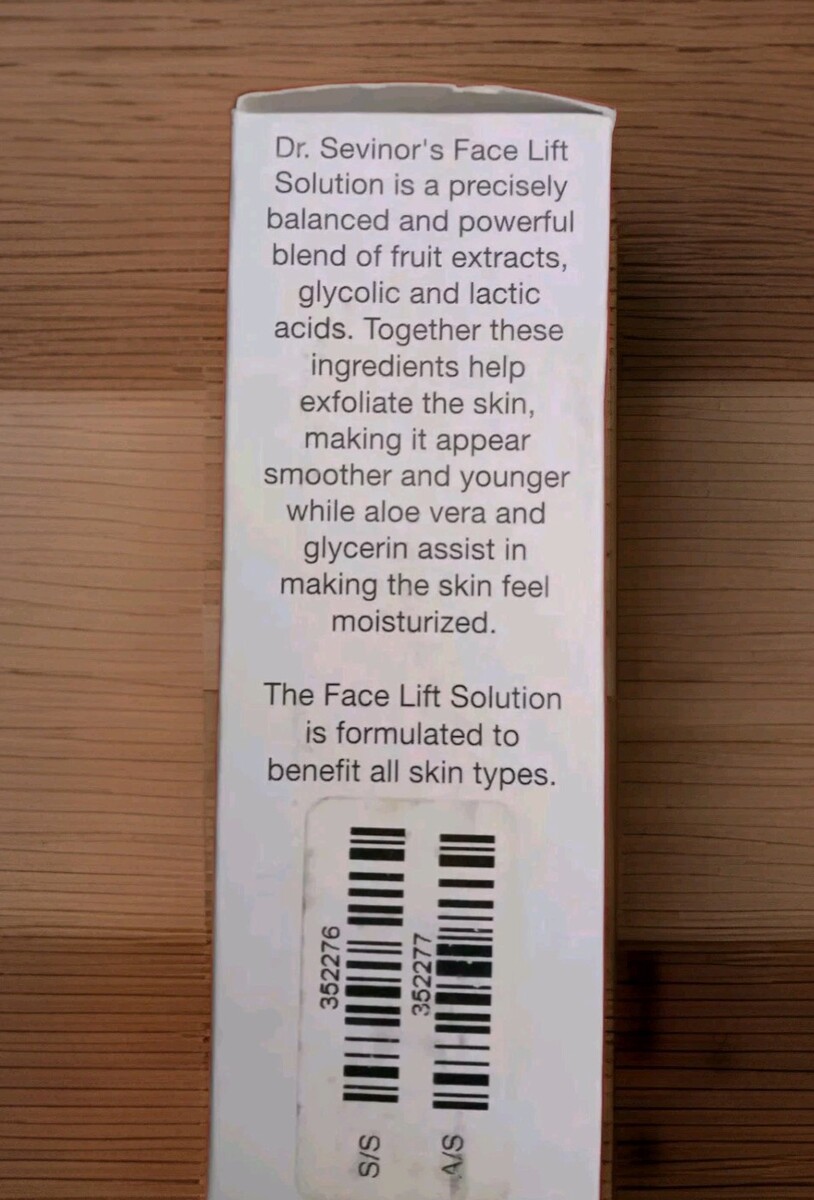 Dr. Sevinor's Face Lift
Solution is a precisely
balanced and powerful
blend of fruit extracts,
glycolic and lactic
acids. Together these
ingredients help
exfoliate the skin,
making it appear
smoother and younger
while aloe vera and
glycerin assist in
making the skin feel
moisturized.
The Face Lift Solution
is formulated to
benefit all skin types.
352276
S/S
352277
A/S